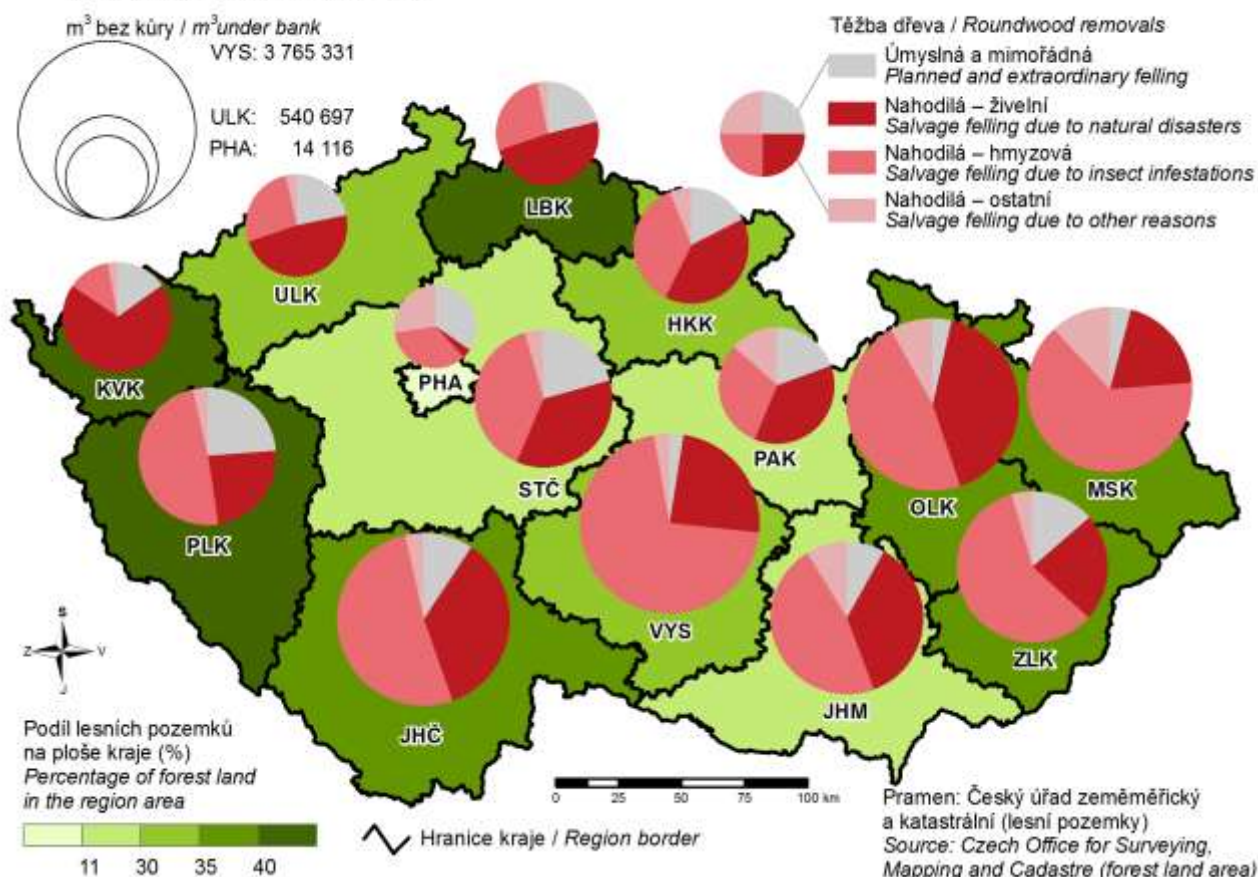 m³ bez kůry / m³under bank
VYS: 3 765 331
ULK: 540 697
PHA: 14 116
Těžba dřeva / Roundwood removals
Úmyslná a mimořádná
Planned and extraordinary felling
Nahodilá – živelní
Salvage felling due to natural disasters
Nahodilá – hmyzová
Salvage felling due to insect infestations
Nahodilá – ostatní
Salvage felling due to other reasons
LBK
ULK
HKK
KVK
PHA
PAK
STČ
OLK
MSK
PLK
VYS
ZLK
JHM
JHČ
S
Z
V
J
Podíl lesních pozemků
na ploše kraje (%)
Percentage of forest land
in the region area
11 30 35 40
Hranice kraje / Region border
0 25 50 75 100 km
Pramen: Český úřad zeměměřický
a katastrální (lesní pozemky)
Source: Czech Office for Surveying,
Mapping and Cadastre (forest land area)